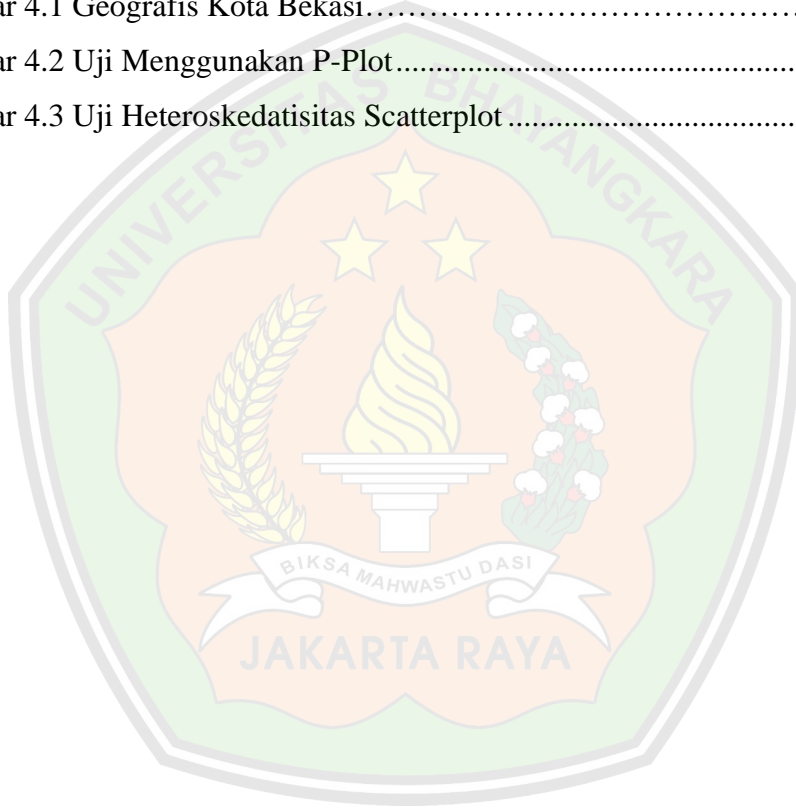 ar 4.1 Geografis Kota Bekasi……………………………………
ar 4.2 Uji Menggunakan P-Plot.....................................................
ar 4.3 Uji Heteroskedatisitas Scatterplot.....................................
UNIVERSITAS BHAYANGKARA
BIKSA MAHWASTU DASI
JAKARTA RAYA